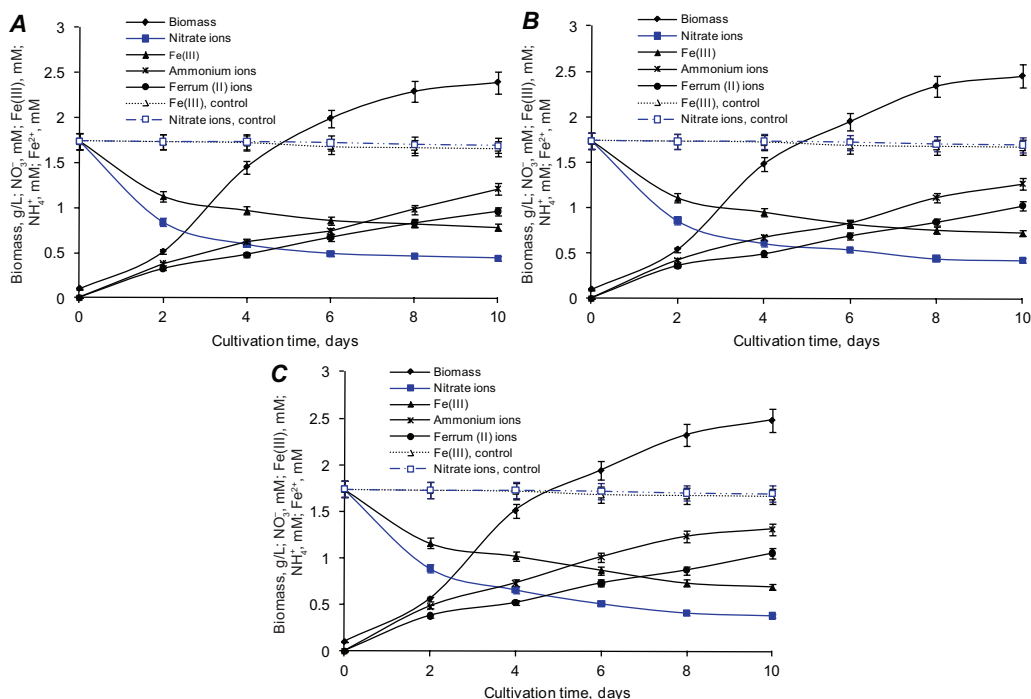 A
Biomass
Nitrate ions
Fe(III)
Ammonium ions
Ferrum (II) ions
Fe(III), control
Nitrate ions, control
3
2.5
2
1.5
1
0.5
0
0 2 4 6 8 10
Biomass, g/L; NO₃⁻, mM; Fe(III), mM;
NH₄⁺, mM; Fe²⁺, mM
Cultivation time, days
B
Biomass
Nitrate ions
Fe(III)
Ammonium ions
Ferrum (II) ions
Fe(III), control
Nitrate ions, control
3
2.5
2
1.5
1
0.5
0
0 2 4 6 8 10
Biomass, g/L; NO₃⁻, mM; Fe(III), mM;
NH₄⁺, mM; Fe²⁺, mM
Cultivation time, days
C
Biomass
Nitrate ions
Fe(III)
Ammonium ions
Ferrum (II) ions
Fe(III), control
Nitrate ions, control
3
2.5
2
1.5
1
0.5
0
0 2 4 6 8 10
Biomass, g/L; NO₃⁻, mM; Fe(III), mM;
NH₄⁺, mM; Fe²⁺, mM
Cultivation time, days